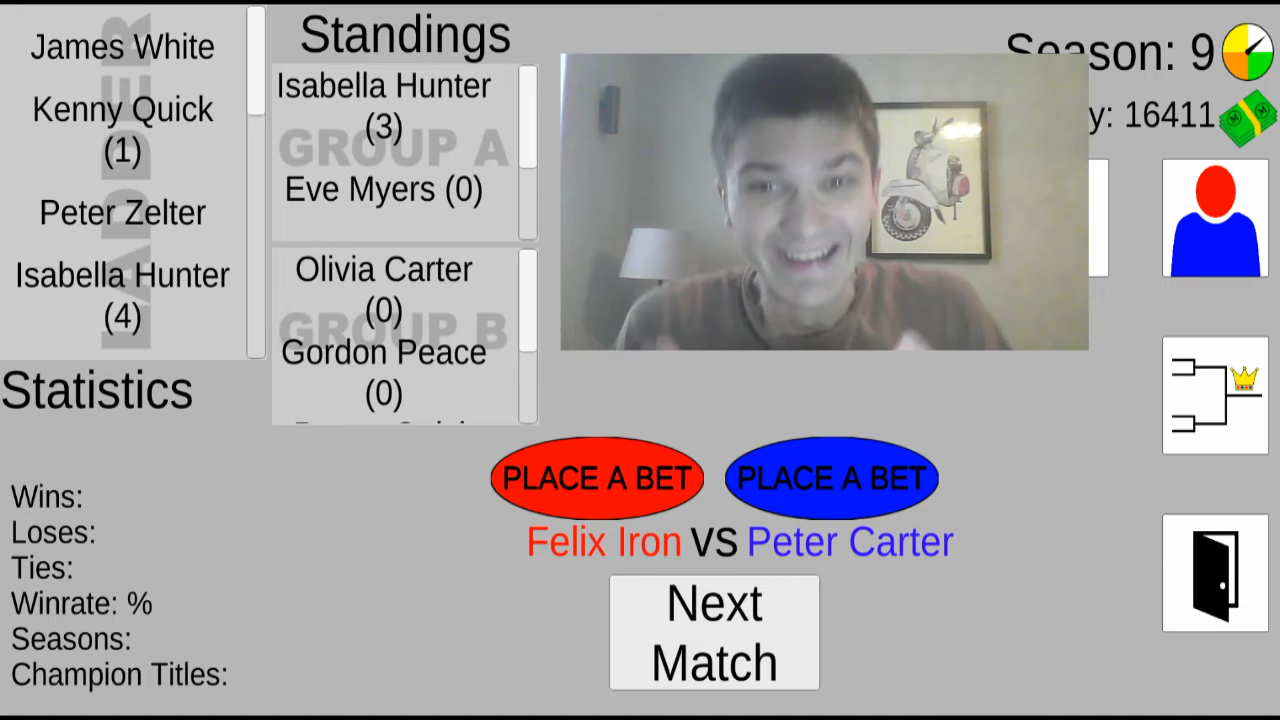 James White
Kenny Quick
(1)
Peter Zelter
Isabella Hunter
(4)
LADDER
Standings
Isabella Hunter
(3)
GROUP A
Eve Myers (0)
Olivia Carter
(0)
GROUP B
Gordon Peace
(0)
Season: 9
y: 16411
Statistics
Wins:
Loses:
Ties:
Winrate: %
Seasons:
Champion Titles:
PLACE A BET
PLACE A BET
Felix Iron VS Peter Carter
Next
Match